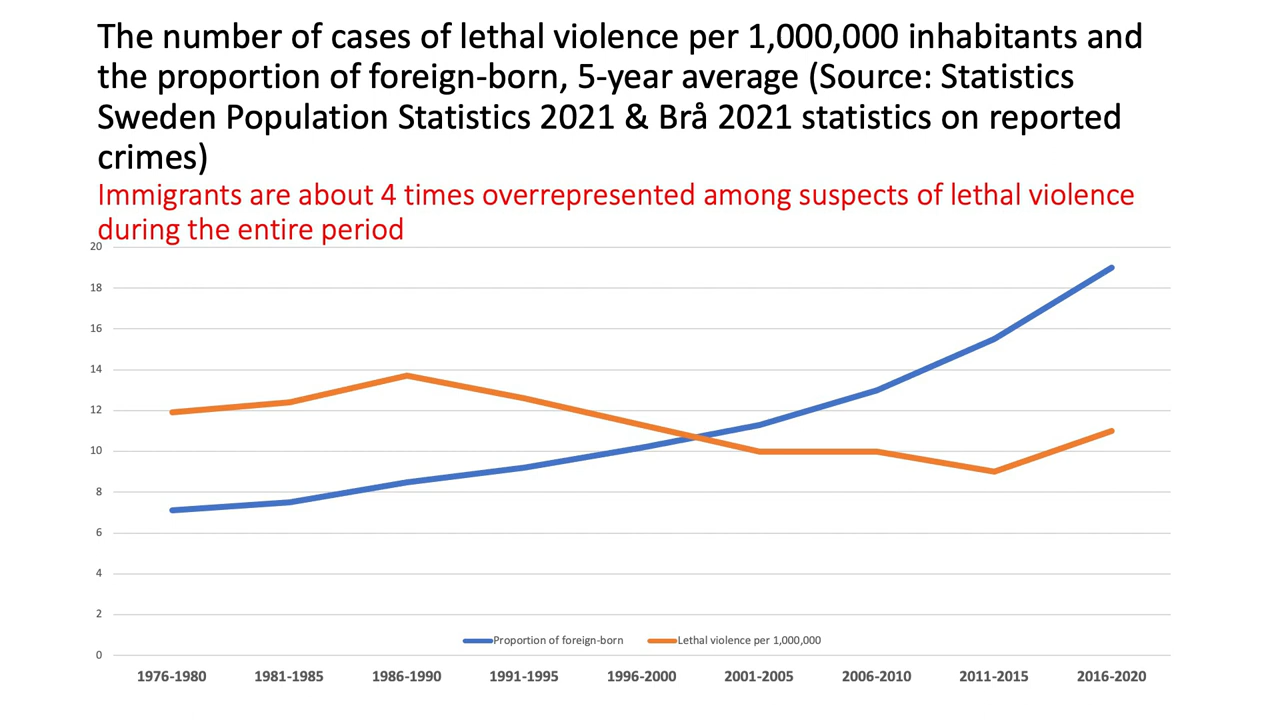 The number of cases of lethal violence per 1,000,000 inhabitants and
the proportion of foreign-born, 5-year average (Source: Statistics
Sweden Population Statistics 2021 & Brå 2021 statistics on reported
crimes)
Immigrants are about 4 times overrepresented among suspects of lethal violence
during the entire period
20
18
16
14
12
10
8
6
4
2
0
Proportion of foreign-born Lethal violence per 1,000,000
1976-1980 1981-1985 1986-1990 1991-1995 1996-2000 2001-2005 2006-2010 2011-2015 2016-2020